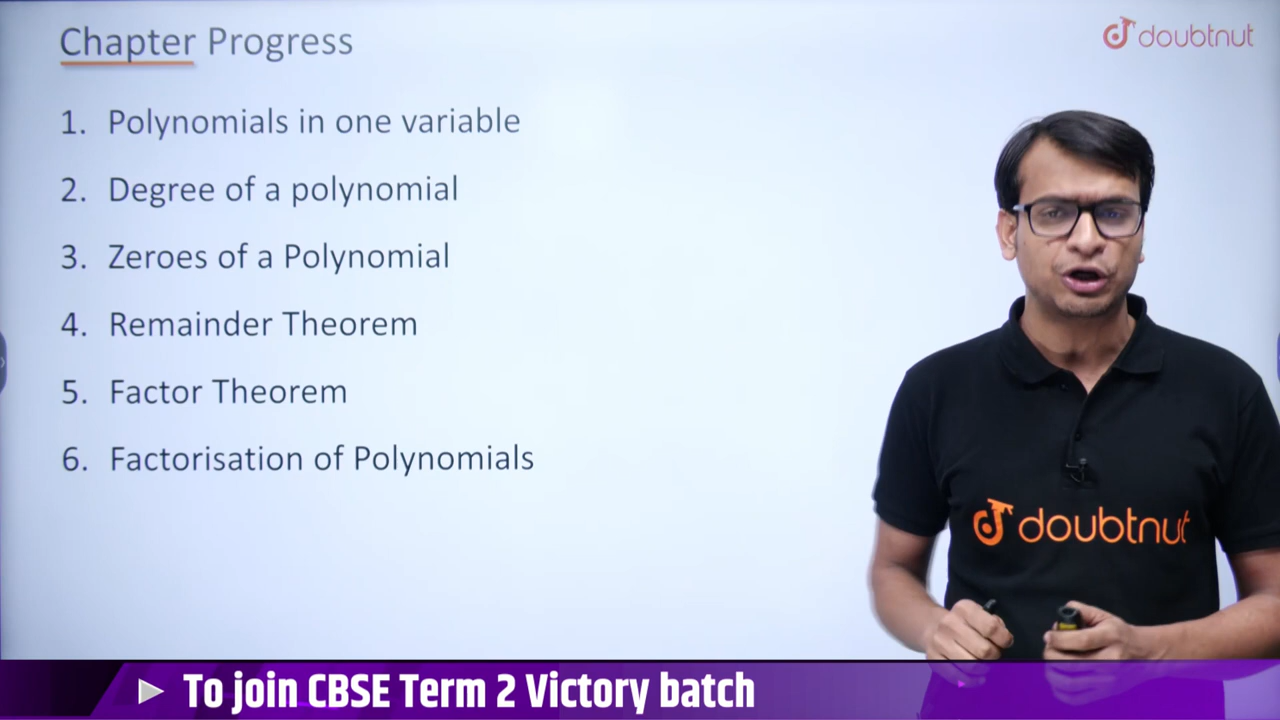 Chapter Progress
doubtnut
1. Polynomials in one variable
2. Degree of a polynomial
3. Zeroes of a Polynomial
4. Remainder Theorem
5. Factor Theorem
6. Factorisation of Polynomials
doubtnut
To join CBSE Term 2 Victory batch